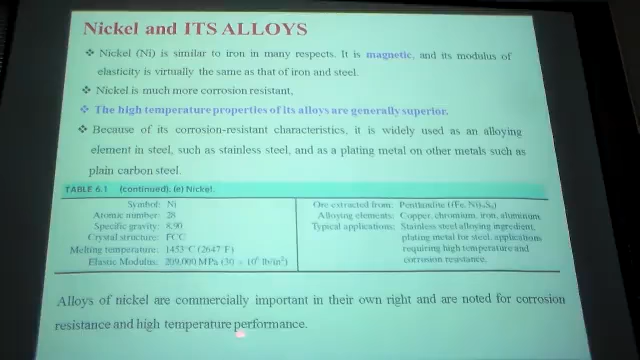 Nickel and ITS ALLOYS
❖ Nickel (Ni) is similar to iron in many respects. It is magnetic, and its modulus of
elasticity is virtually the same as that of iron and steel.
❖ Nickel is much more corrosion resistant,
❖ The high temperature properties of its alloys are generally superior.
❖ Because of its corrosion-resistant characteristics, it is widely used as an alloying
element in steel, such as stainless steel, and as a plating metal on other metals such as
plain carbon steel.
TABLE 6.1 (continued), (e) Nickel.
Symbol: Ni
Atomic number: 28
Specific gravity: 8.90
Crystal structure: FCC
Melting temperature: 1453°C (2647 F)
Elastic Modulus: 209,000 MPa (30 × 10⁶ lb/in²)
Ore extracted from: Pentlandite ((Fe, Ni)₉S₈)
Alloying elements: Copper, chromium, iron, aluminum.
Typical applications: Stainless steel alloying ingredient,
plating metal for steel, applications
requiring high temperature and
corrosion resistance.
Alloys of nickel are commercially important in their own right and are noted for corrosion
resistance and high temperature performance.